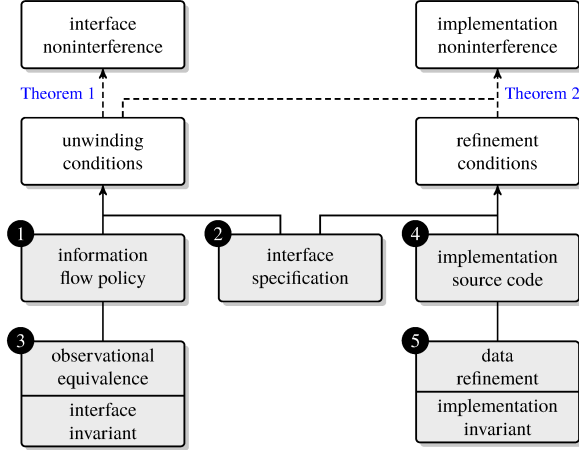 interface
noninterference
implementation
noninterference
Theorem 1
Theorem 2
unwinding
conditions
refinement
conditions
1
information
flow policy
2
interface
specification
4
implementation
source code
3
observational
equivalence
interface
invariant
5
data
refinement
implementation
invariant